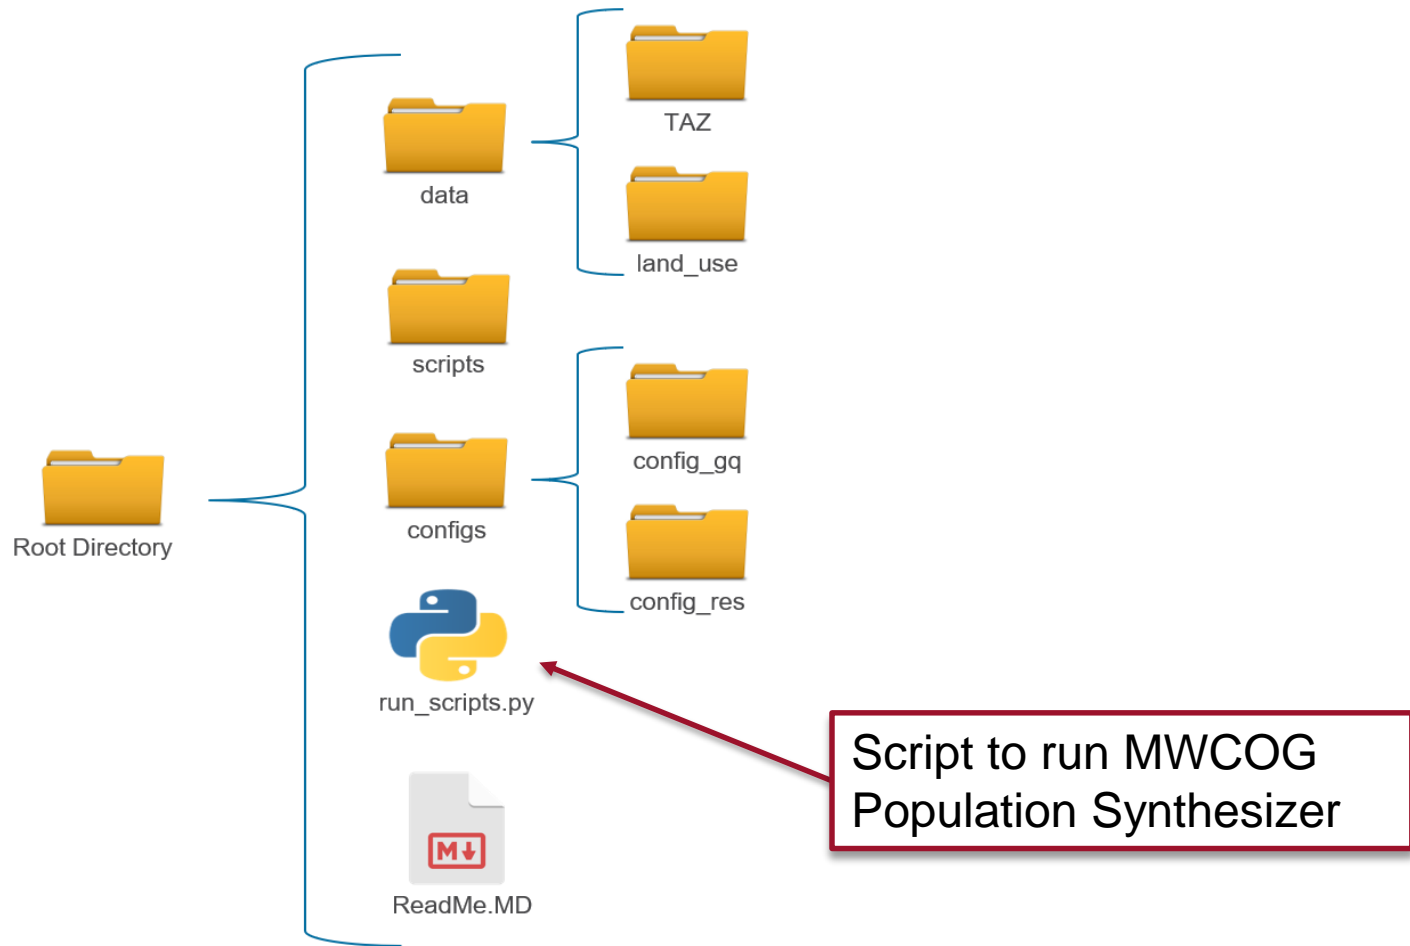 TAZ
data
land_use
scripts
config_gq
configs
Root Directory
config_res
run_scripts.py
Script to run MWCOG
Population Synthesizer
M
ReadMe.MD